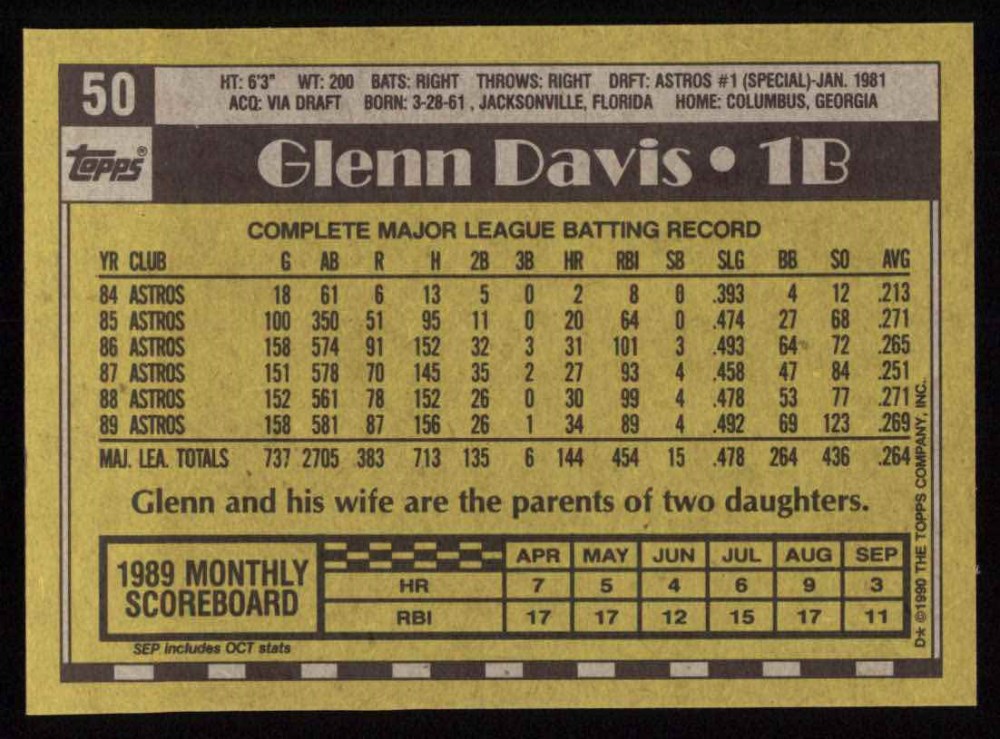 50
HT: 6'3" WT: 200 BATS: RIGHT THROWS: RIGHT DRFT: ASTROS #1 (SPECIAL)-JAN. 1981
ACQ: VIA DRAFT BORN: 3-28-61, JACKSONVILLE, FLORIDA HOME: COLUMBUS, GEORGIA
topps®
Glenn Davis • 1B
COMPLETE MAJOR LEAGUE BATTING RECORD
YR CLUB G AB R H 2B 3B HR RBI SB SLG BB SO AVG
84 ASTROS 18 61 6 13 5 0 2 8 0 .393 4 12 .213
85 ASTROS 100 350 51 95 11 0 20 64 0 .474 27 68 .271
86 ASTROS 158 574 91 152 32 3 31 101 3 .493 64 72 .265
87 ASTROS 151 578 70 145 35 2 27 93 4 .458 47 84 .251
88 ASTROS 152 561 78 152 26 0 30 99 4 .478 53 77 .271
89 ASTROS 158 581 87 156 26 1 34 89 4 .492 69 123 .269
MAJ. LEA. TOTALS 737 2705 383 713 135 6 144 454 15 .478 264 436 .264
Glenn and his wife are the parents of two daughters.
1989 MONTHLY
SCOREBOARD
APR MAY JUN JUL AUG SEP
HR 7 5 4 6 9 3
RBI 17 17 12 15 17 11
SEP includes OCT stats
D★ ©1990 THE TOPPS COMPANY, INC.